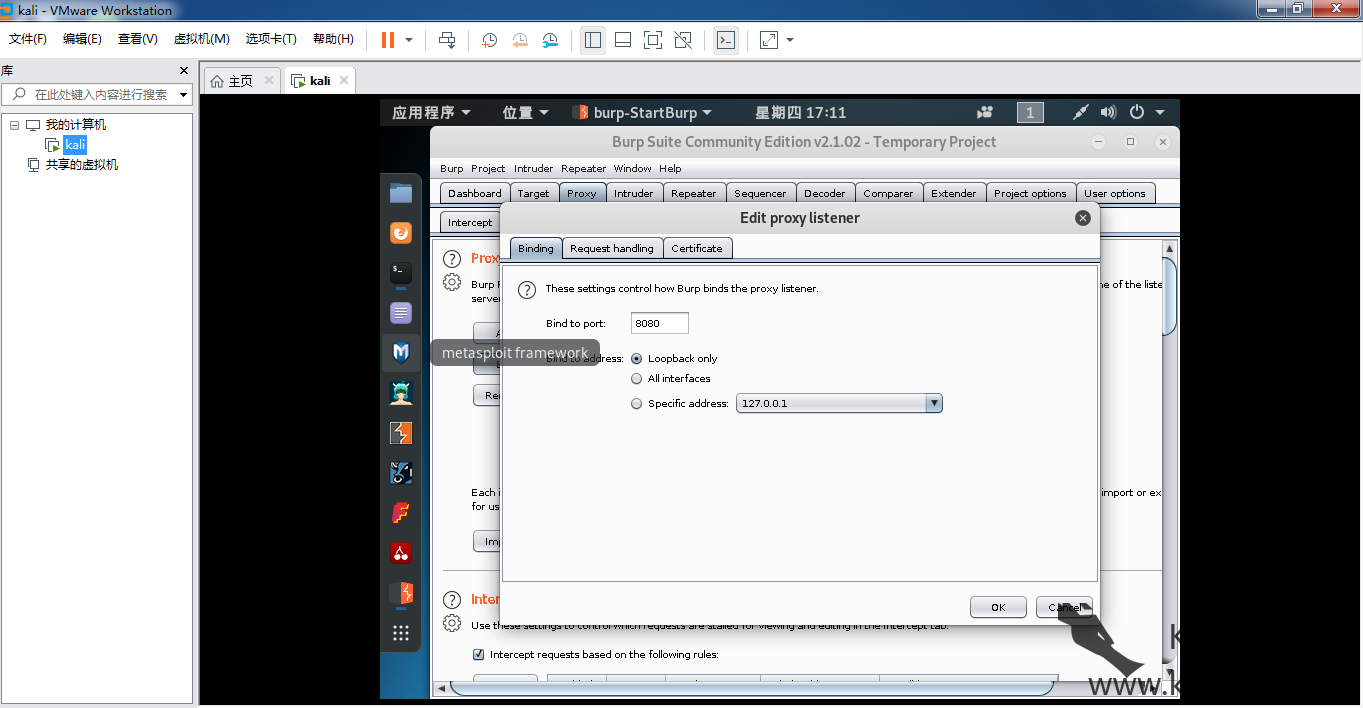 kali - VMware Workstation
文件(F) 编辑(E) 查看(V) 虚拟机(M) 选项卡(T) 帮助(H)
库
在此处键入内容进行搜索
主页
kali
我的计算机
kali
共享的虚拟机
应用程序 位置 burp-StartBurp 星期四 17:11 1
Burp Suite Community Edition v2.1.02 - Temporary Project
Burp Project Intruder Repeater Window Help
Dashboard Target Proxy Intruder Repeater Sequencer Decoder Comparer Extender Project options User options
Intercept
Edit proxy listener
Binding Request handling Certificate
Prox
Burp
ne of the liste
serve
These settings control how Burp binds the proxy listener.
Bind to port: 8080
metasploit framework
address: Loopback only
All interfaces
Re
Specific address: 127.0.0.1
Each i
import or ex
for us
Imp
OK Cancel
Inter
Use these settings to control which requests are stalled for viewing and editing in the Intercept tab.
Intercept requests based on the following rules:
www.k